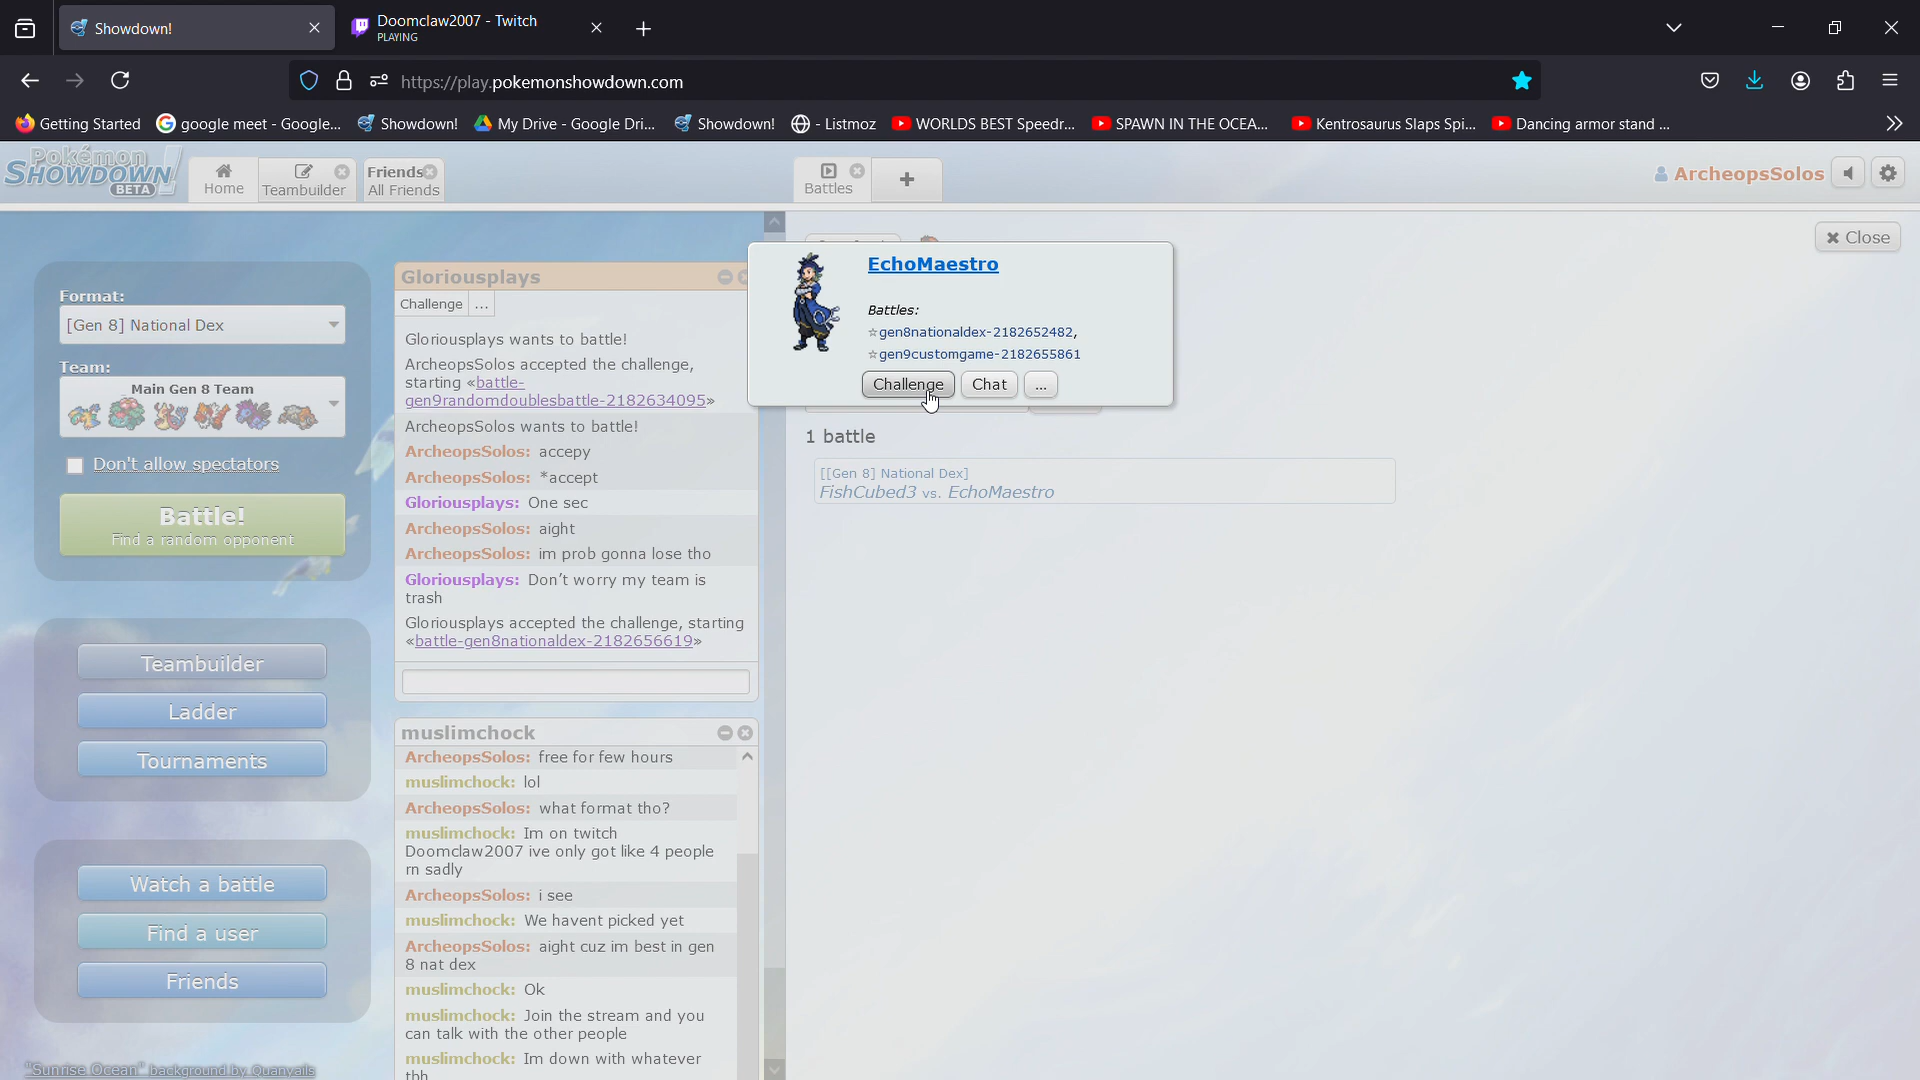 Showdown!
Doomclaw2007 - Twitch
PLAYING
https://play.pokemonshowdown.com
Getting Started
google meet - Google...
Showdown!
My Drive - Google Dri...
Showdown!
- Listmoz
WORLDS BEST Speedr...
SPAWN IN THE OCEA...
Kentrosaurus Slaps Spi...
Dancing armor stand ...
Pokémon
SHOWDOWN!
BETA
Home
Teambuilder
Friends
All Friends
Battles
ArcheopsSolos
Close
Format:
[Gen 8] National Dex
Team:
Main Gen 8 Team
Don't allow spectators
Battle!
Find a random opponent
Teambuilder
Ladder
Tournaments
Watch a battle
Find a user
Friends
"Sunrise Ocean" background by Quanyails
Gloriousplays
Challenge
...
Gloriousplays wants to battle!
ArcheopsSolos accepted the challenge,
starting «battle-
gen9randomdoublesbattle-2182634095»
ArcheopsSolos wants to battle!
ArcheopsSolos: accepy
ArcheopsSolos: *accept
Gloriousplays: One sec
ArcheopsSolos: aight
ArcheopsSolos: im prob gonna lose tho
Gloriousplays: Don't worry my team is
trash
Gloriousplays accepted the challenge, starting
«battle-gen8nationaldex-2182656619»
muslimchock
ArcheopsSolos: free for few hours
muslimchock: lol
ArcheopsSolos: what format tho?
muslimchock: Im on twitch
Doomclaw2007 ive only got like 4 people
rn sadly
ArcheopsSolos: i see
muslimchock: We havent picked yet
ArcheopsSolos: aight cuz im best in gen
8 nat dex
muslimchock: Ok
muslimchock: Join the stream and you
can talk with the other people
muslimchock: Im down with whatever
tbh
EchoMaestro
Battles:
☆gen8nationaldex-2182652482,
☆gen9customgame-2182655861
Challenge
Chat
...
1 battle
[[Gen 8] National Dex]
FishCubed3 vs. EchoMaestro